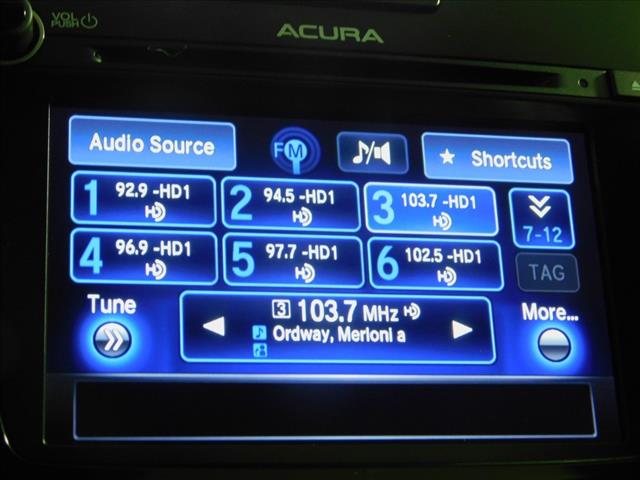 VOL
PUSH
ACURA
Audio Source
FM
Shortcuts
1 92.9 -HD1
2 94.5 -HD1
3 103.7 -HD1
7-12
4 96.9 -HD1
5 97.7 -HD1
6 102.5 -HD1
TAG
Tune
3 103.7 MHz
More...
Ordway, Merloni a